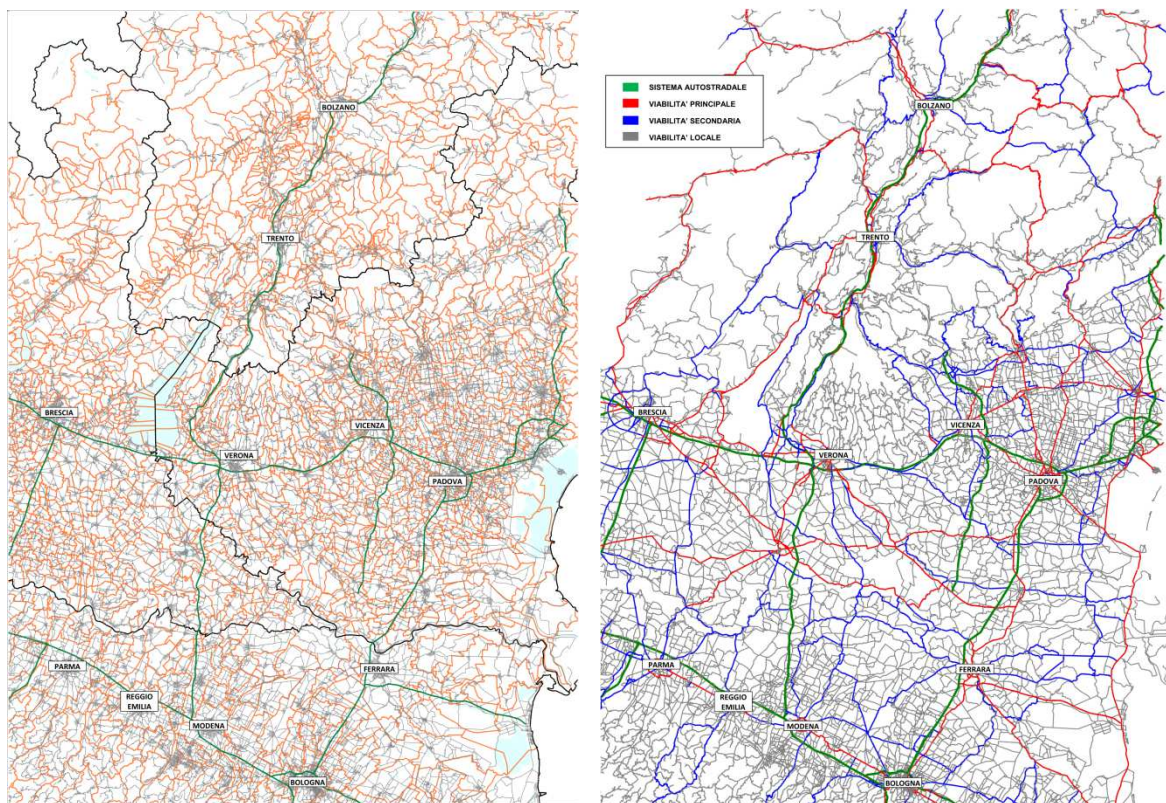 BOLZANO
TRENTO
BRESCIA
VICENZA
VERONA
PADOVA
PARMA
FERRARA
REGGIO
EMILIA
MODENA
BOLOGNA
SISTEMA AUTOSTRADALE
VIABILITA' PRINCIPALE
VIABILITA' SECONDARIA
VIABILITA' LOCALE
BOLZANO
TRENTO
BRESCIA
VICENZA
VERONA
PADOVA
PARMA
FERRARA
REGGIO
EMILIA
MODENA
BOLOGNA